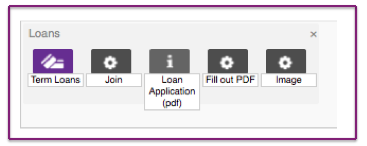 Loans ×
Term Loans Join Loan Fill out PDF Image
Application
(pdf)